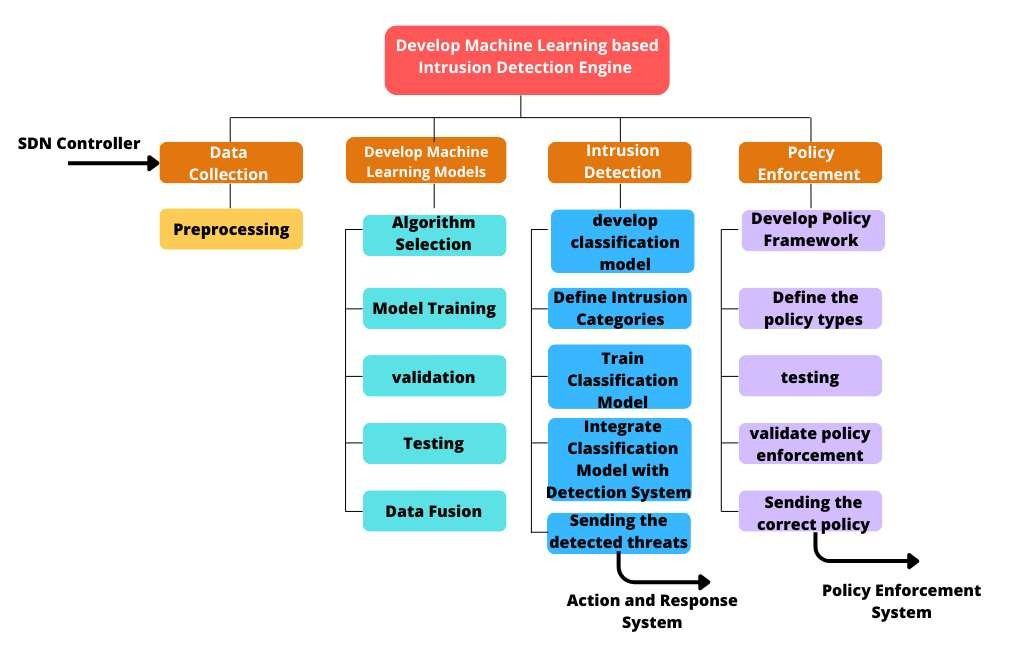 Develop Machine Learning based
Intrusion Detection Engine
SDN Controller
Data
Collection
Preprocessing
Develop Machine
Learning Models
Algorithm
Selection
Model Training
validation
Testing
Data Fusion
Intrusion
Detection
develop
classification
model
Define Intrusion
Categories
Train
Classification
Model
Integrate
Classification
Model with
Detection System
Sending the
detected threats
Action and Response
System
Policy
Enforcement
Develop Policy
Framework
Define the
policy types
testing
validate policy
enforcement
Sending the
correct policy
Policy Enforcement
System